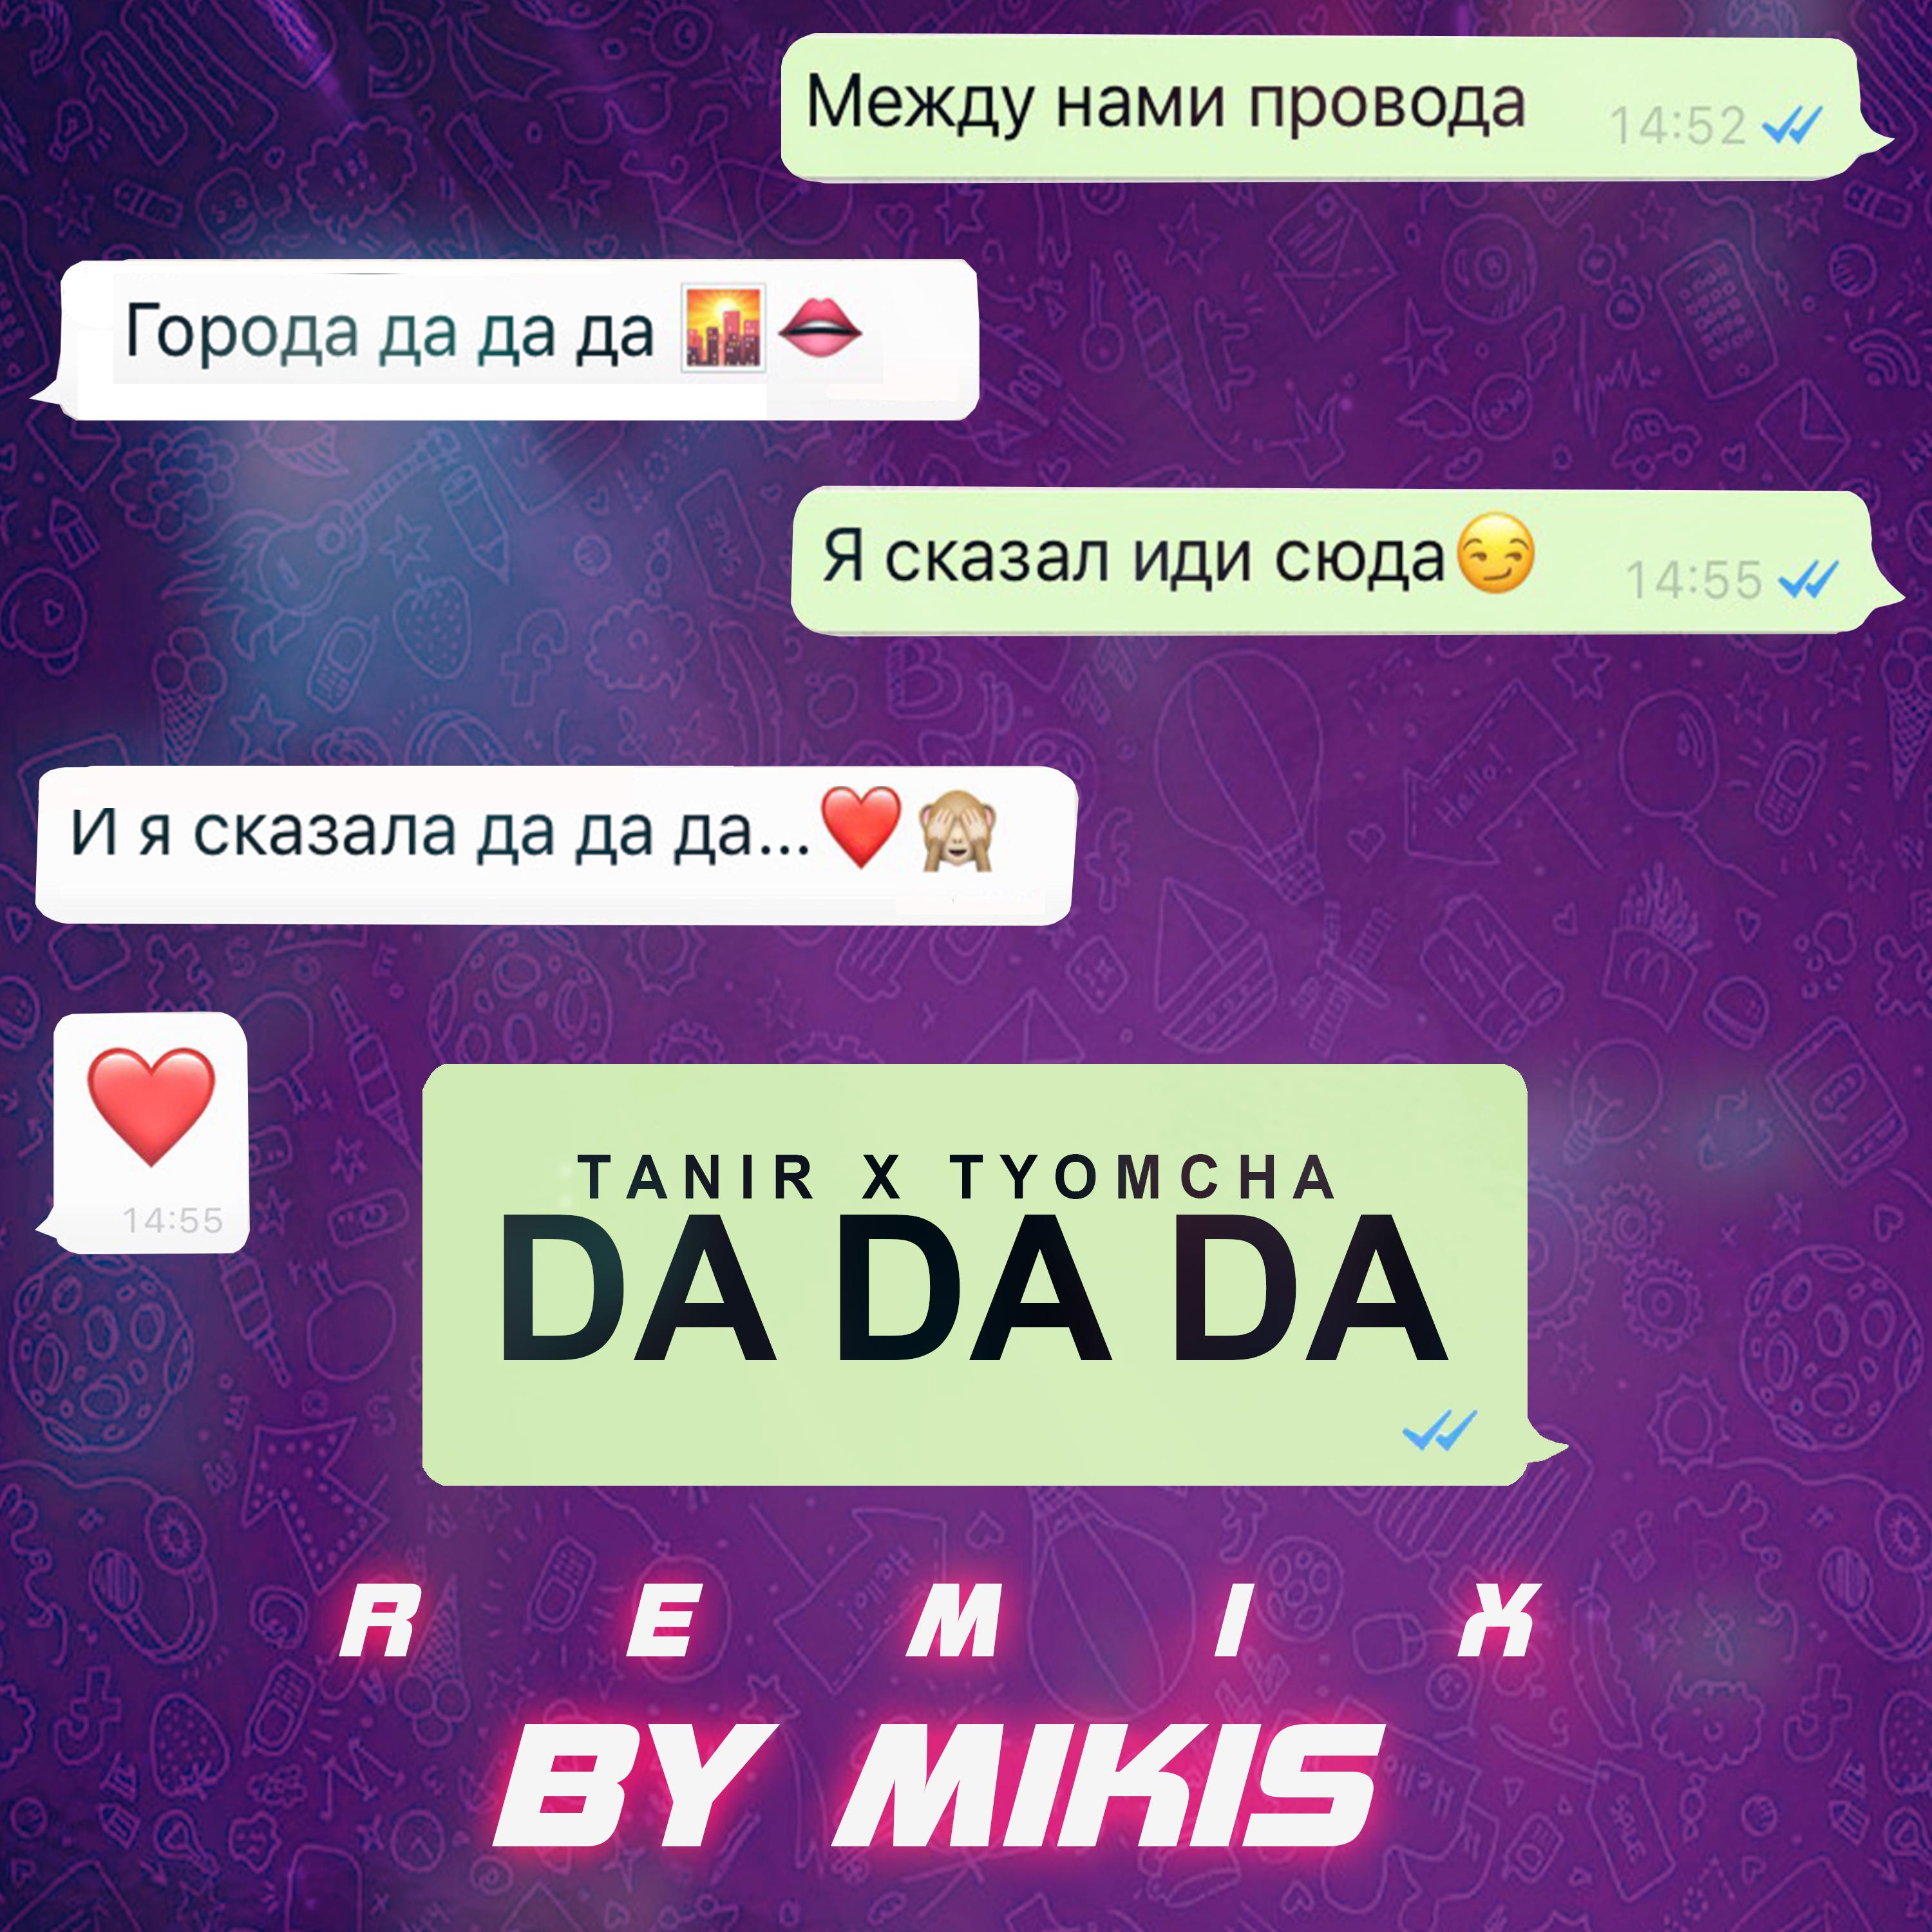 Между нами провода 14:52
Города да да да 🌇👄
Я сказал иди сюда😏 14:55
И я сказала да да да...❤️🙈
❤️
14:55
TANIR X TYOMCHA
DA DA DA
REMIX
BY MIKIS